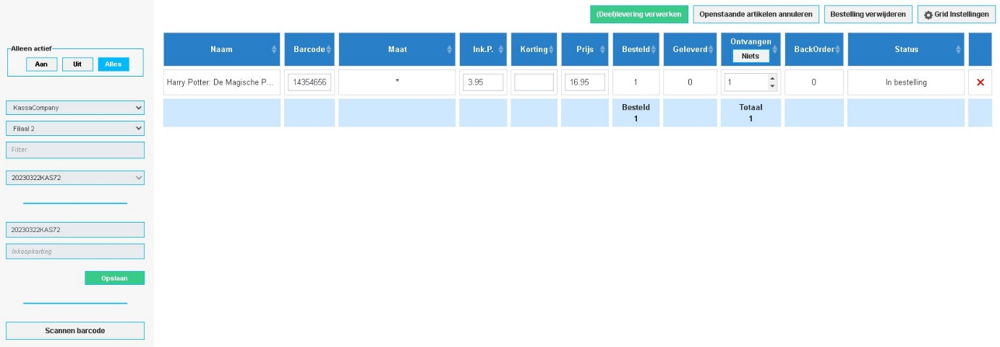 (Deel)levering verwerken
Openstaande artikelen annuleren
Bestelling verwijderen
Grid Instellingen
Alleen actief
Aan
Uit
Alles
KassaCompany
Filiaal 2
Filter
20230322KAS72
20230322KAS72
Inkoopkorting
Opslaan
Scannen barcode
Naam Barcode Maat Ink.P. Korting Prijs Besteld Geleverd Ontvangen BackOrder Status
Niets
Harry Potter: De Magische P... 14354656 * 3.95 16.95 1 0 1 0 In bestelling
Besteld Totaal
1 1